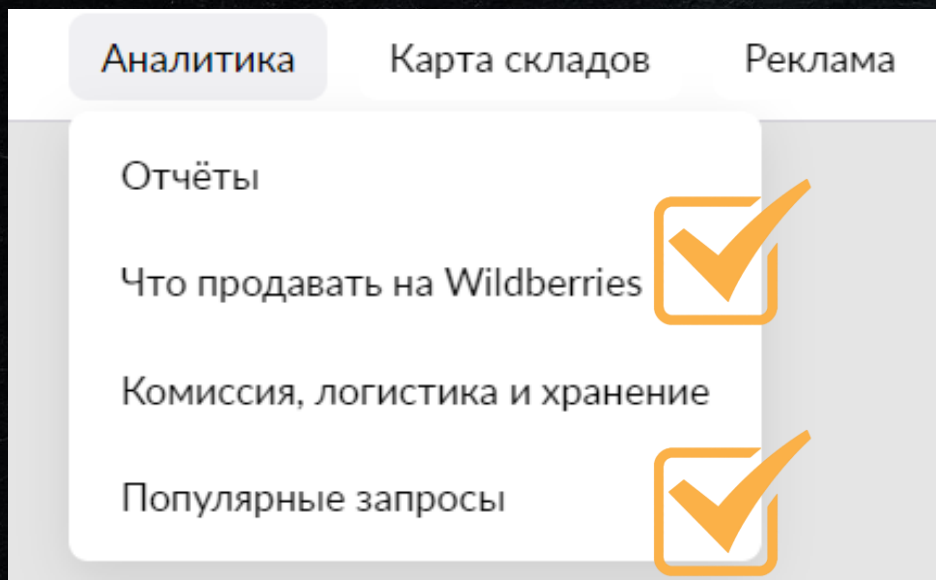 Аналитика Карта складов Реклама
Отчёты
Что продавать на Wildberries
Комиссия, логистика и хранение
Популярные запросы